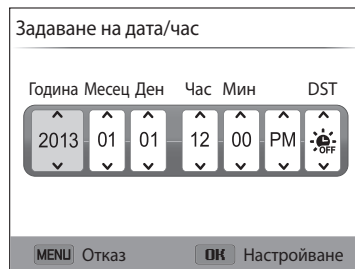 Задаване на дата/час
Година Месец Ден Час Мин DST
2013 01 01 12 00 PM OFF
MENU Отказ OK Настройване